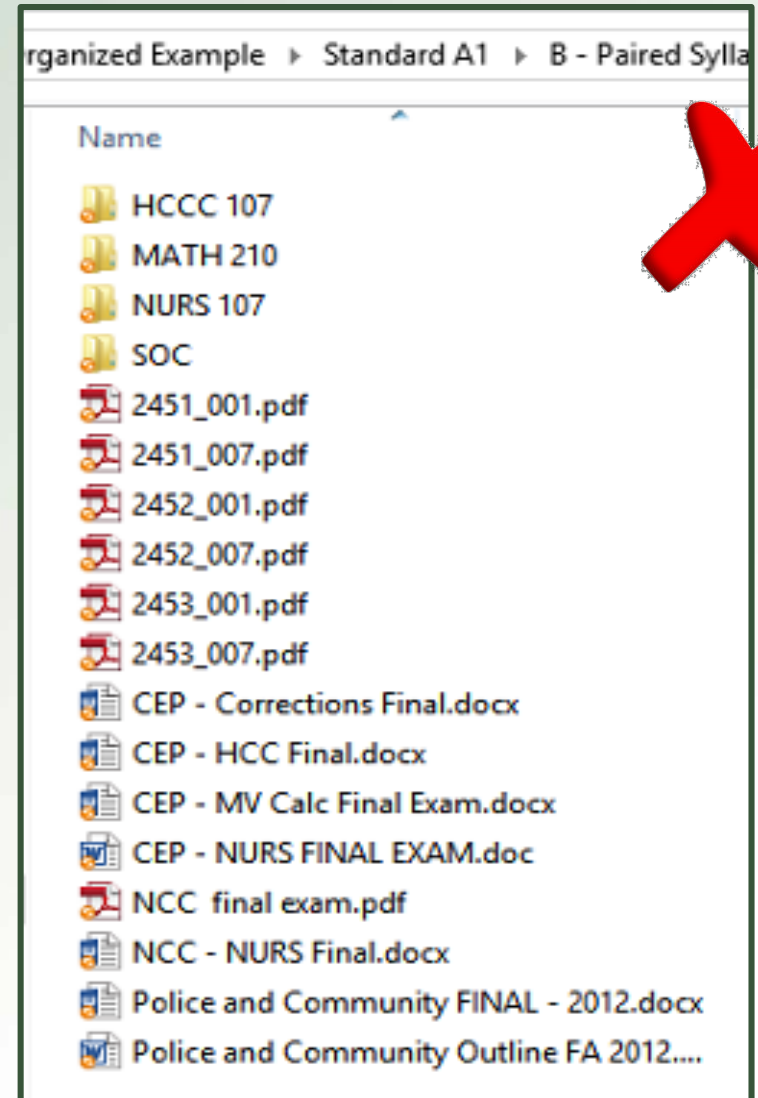 rganized Example ▸ Standard A1 ▸ B - Paired Sylla
Name
HCCC 107
MATH 210
NURS 107
SOC
2451_001.pdf
2451_007.pdf
2452_001.pdf
2452_007.pdf
2453_001.pdf
2453_007.pdf
CEP - Corrections Final.docx
CEP - HCC Final.docx
CEP - MV Calc Final Exam.docx
CEP - NURS FINAL EXAM.doc
NCC  final exam.pdf
NCC - NURS Final.docx
Police and Community FINAL - 2012.docx
Police and Community Outline FA 2012....